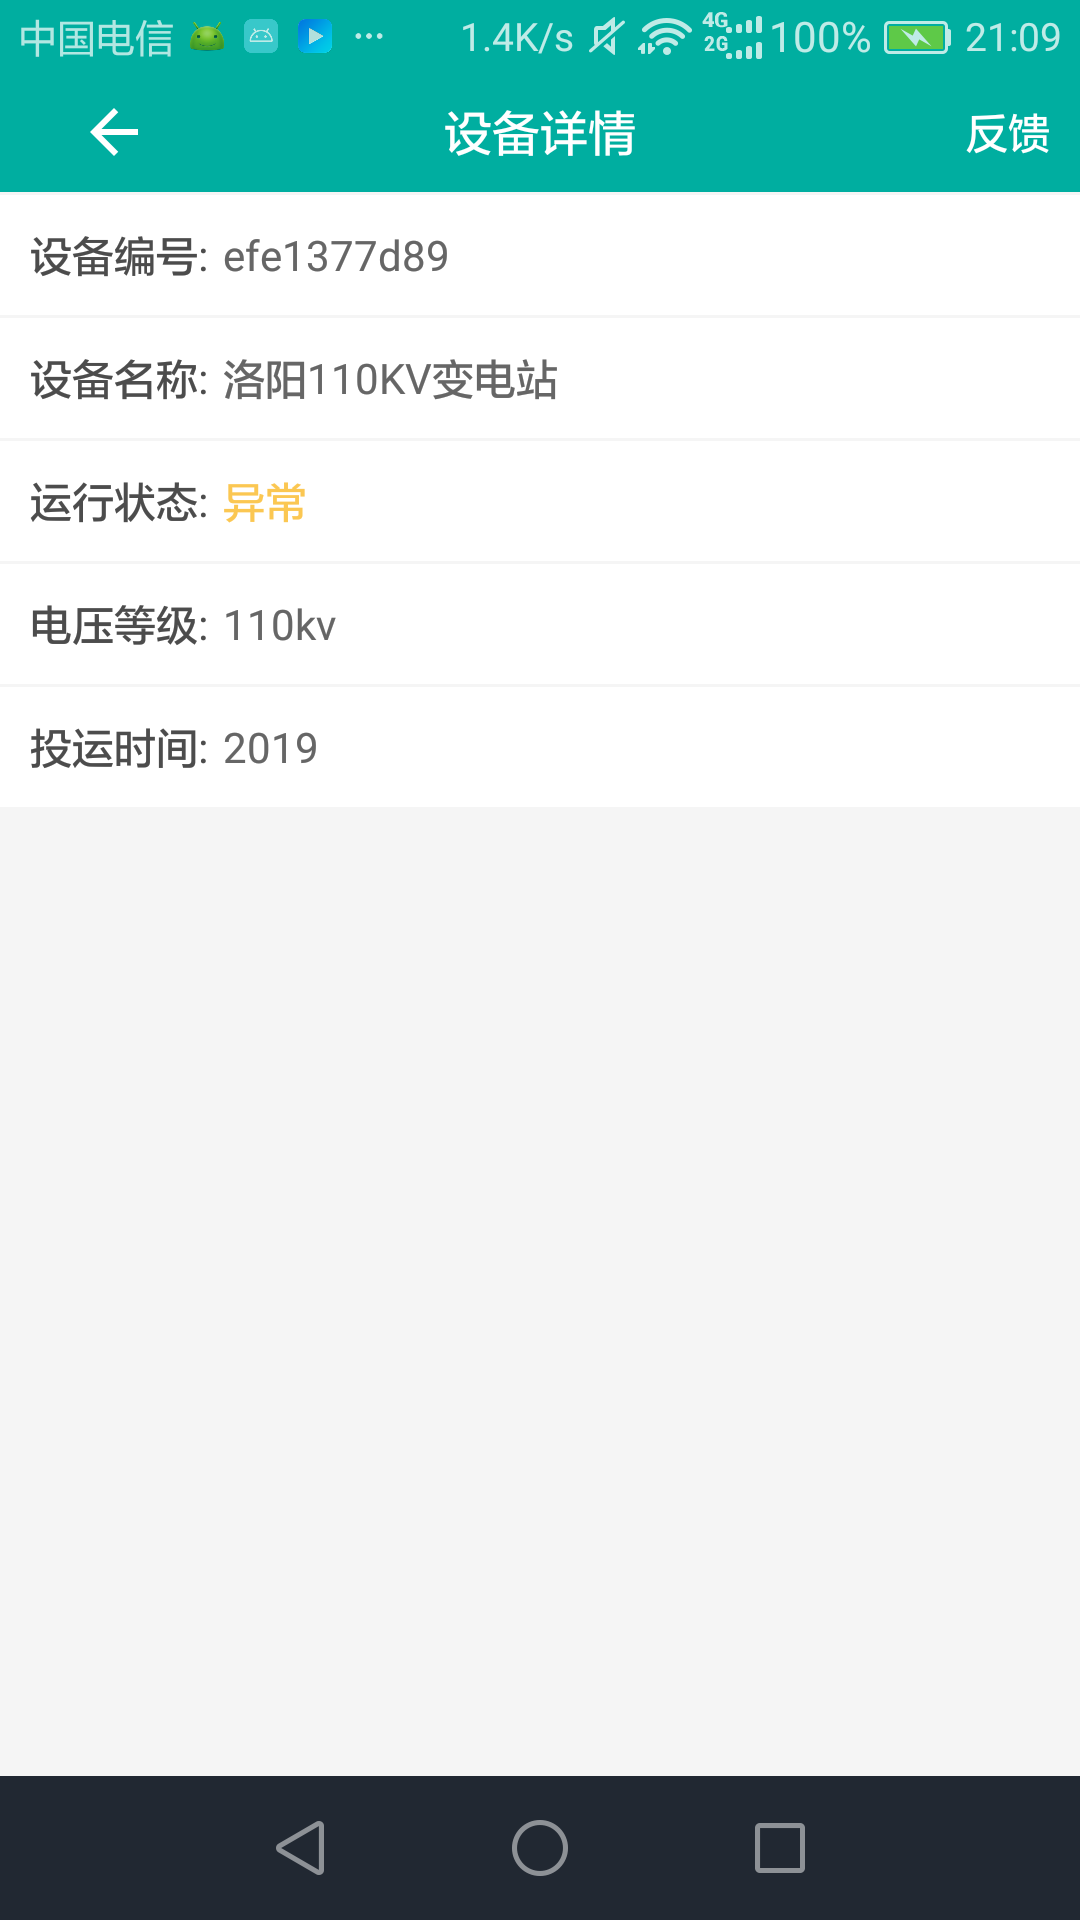 中国电信 ... 1.4K/s 4G 2G 100% 21:09
设备详情 反馈
设备编号: efe1377d89
设备名称: 洛阳110KV变电站
运行状态: 异常
电压等级: 110kv
投运时间: 2019